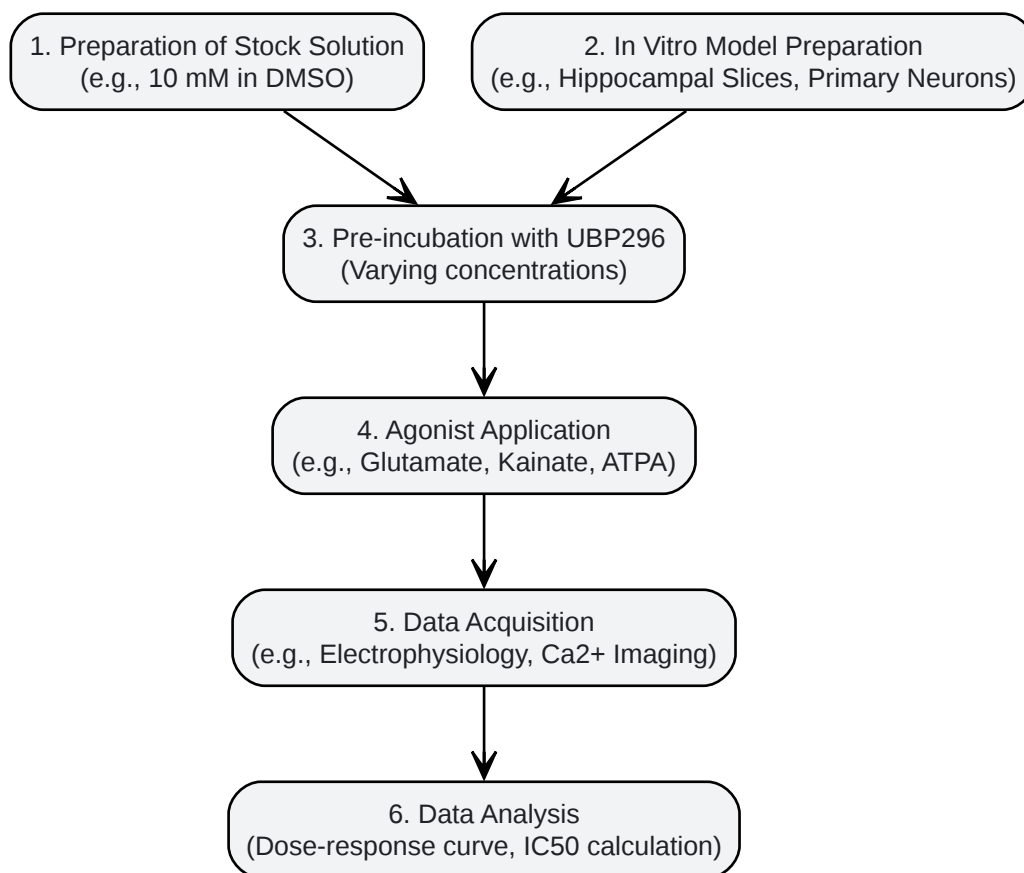 1. Preparation of Stock Solution
(e.g., 10 mM in DMSO)
2. In Vitro Model Preparation
(e.g., Hippocampal Slices, Primary Neurons)
3. Pre-incubation with UBP296
(Varying concentrations)
4. Agonist Application
(e.g., Glutamate, Kainate, ATPA)
5. Data Acquisition
(e.g., Electrophysiology, Ca2+ Imaging)
6. Data Analysis
(Dose-response curve, IC50 calculation)